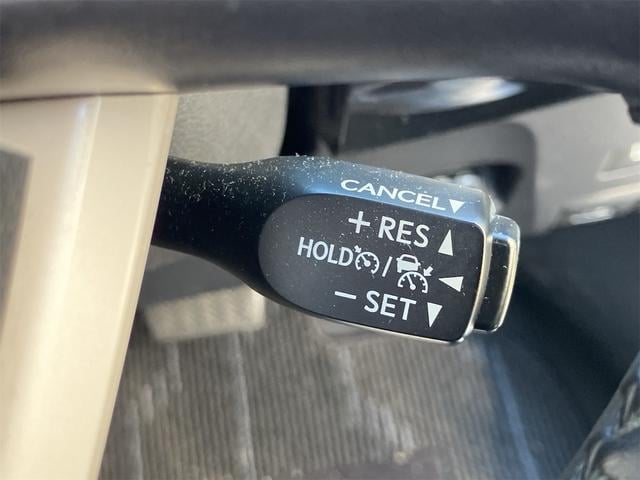 CANCEL▼
+ RES ▲
HOLD / ◀
− SET ▼